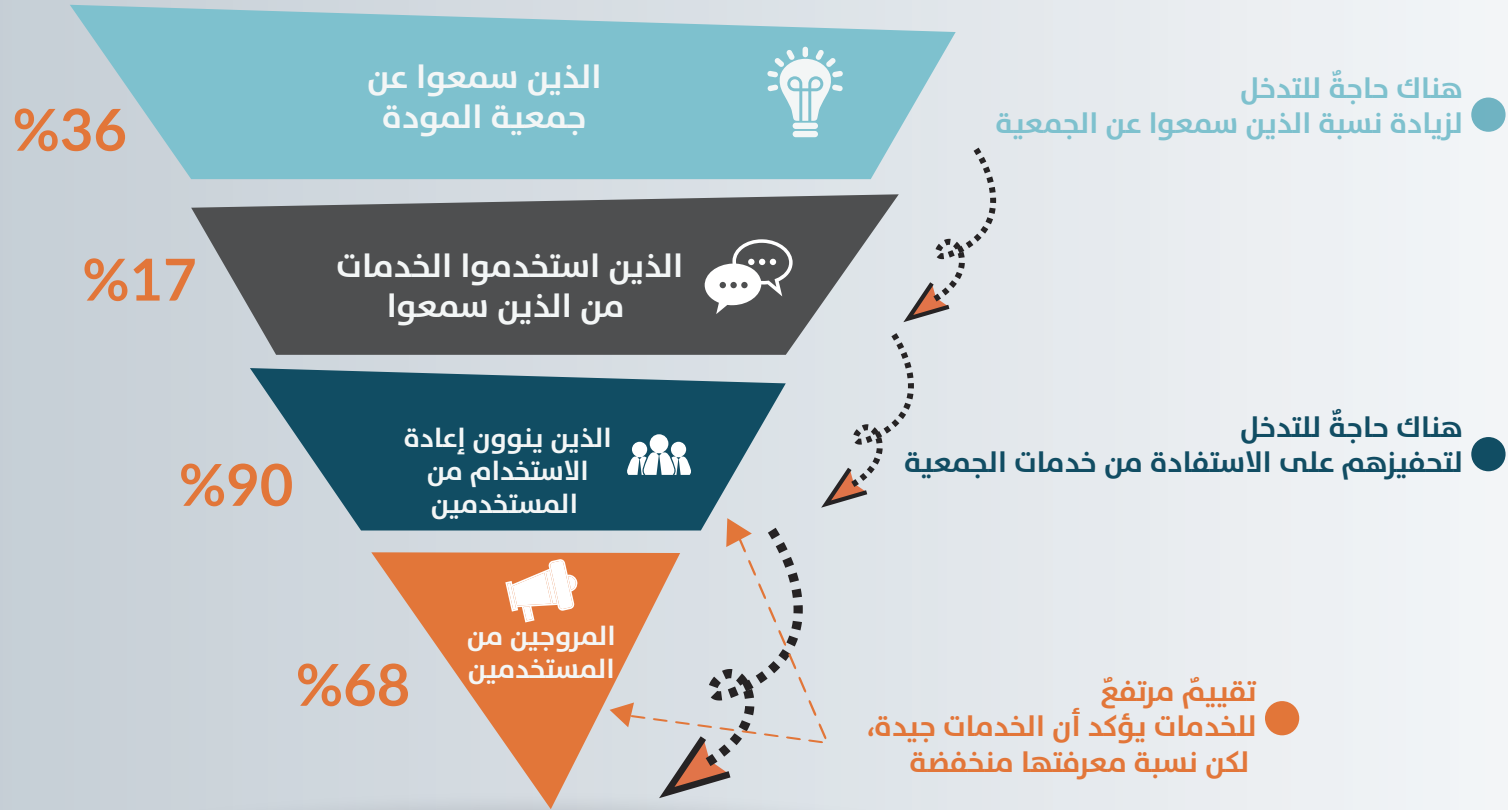 الذين سمعوا عن
جمعية المودة
%36
هناك حاجةٌ للتدخل
لزيادة نسبة الذين سمعوا عن الجمعية
الذين استخدموا الخدمات
من الذين سمعوا
%17
هناك حاجةٌ للتدخل
لتحفيزهم على الاستفادة من خدمات الجمعية
الذين ينوون إعادة
الاستخدام من
المستخدمين
%90
المروجين من
المستخدمين
%68
تقييمٌ مرتفعٌ
للخدمات يؤكد أن الخدمات جيدة،
لكن نسبة معرفتها منخفضة